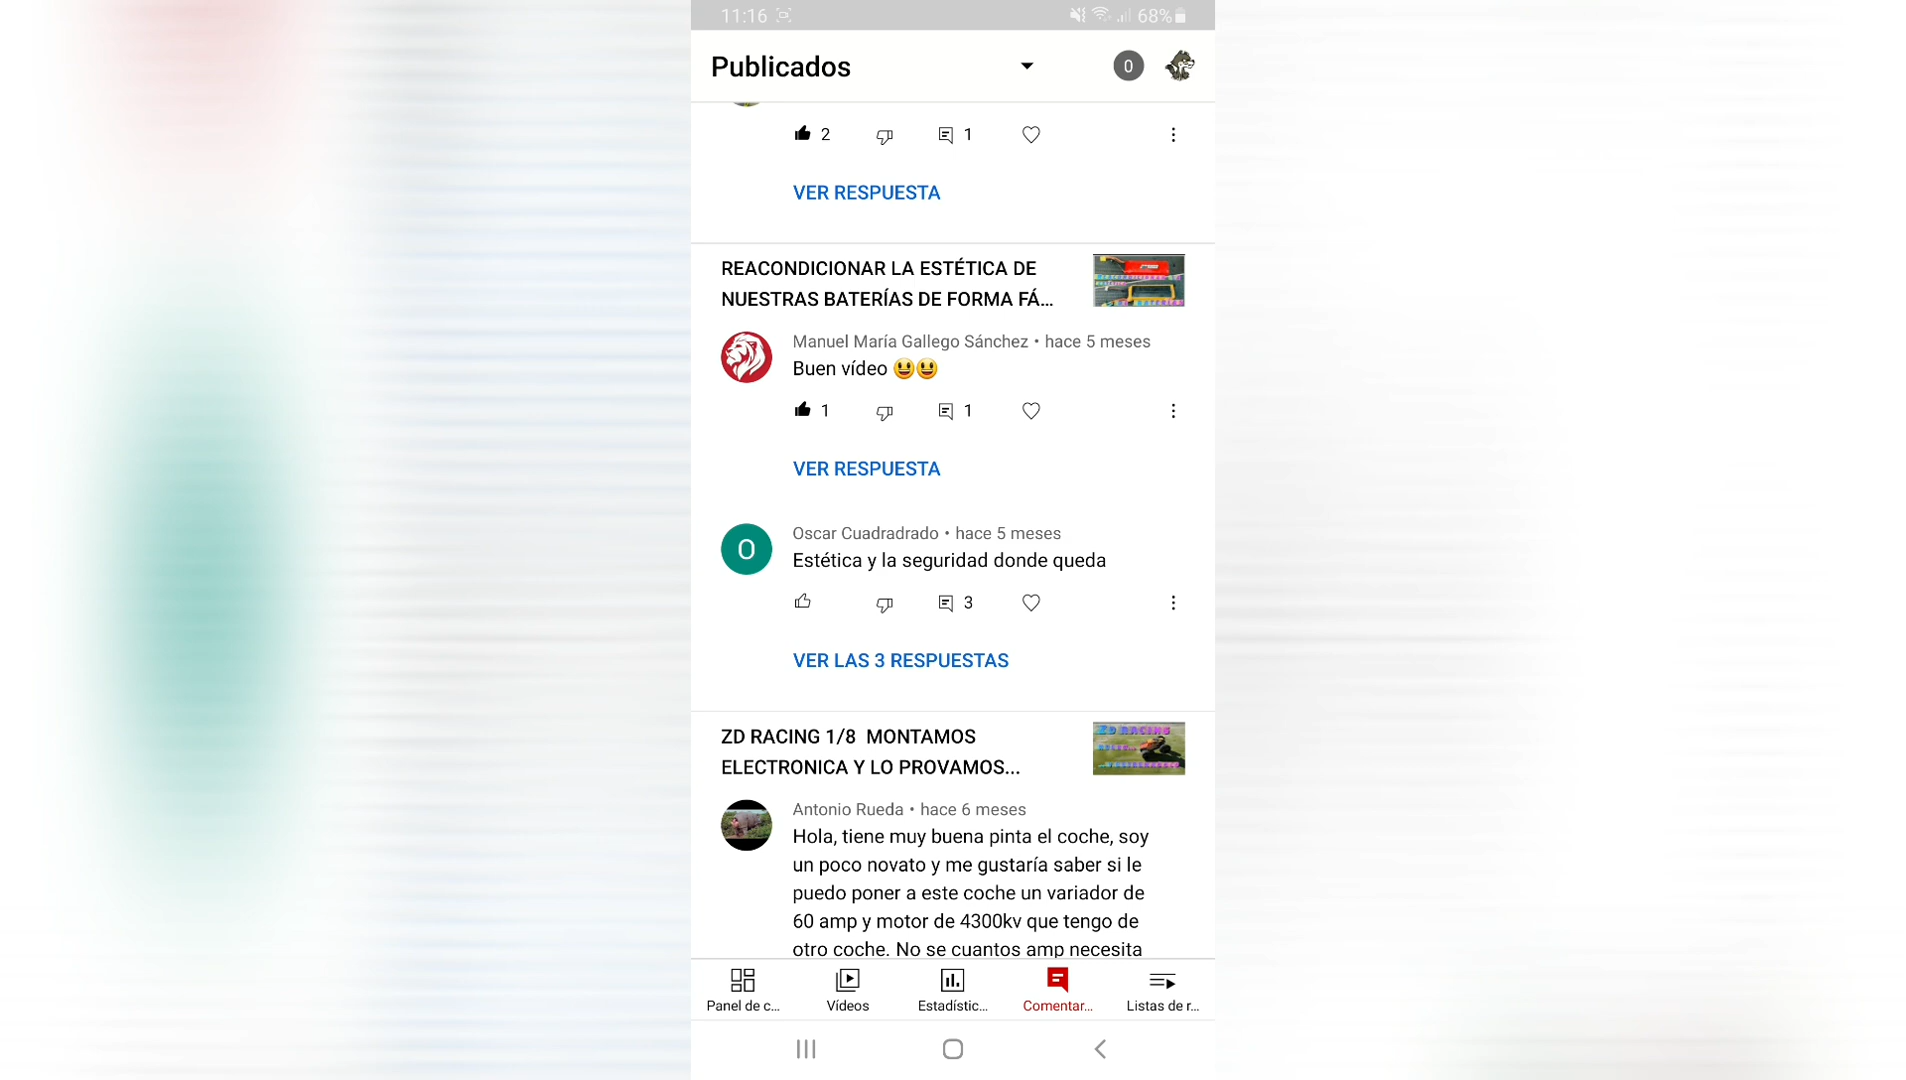 11:16 68%
Publicados 0
2 1
VER RESPUESTA
REACONDICIONAR LA ESTÉTICA DE
NUESTRAS BATERÍAS DE FORMA FÁ...
Manuel María Gallego Sánchez • hace 5 meses
Buen vídeo 😃😃
1 1
VER RESPUESTA
O
Oscar Cuadradrado • hace 5 meses
Estética y la seguridad donde queda
3
VER LAS 3 RESPUESTAS
ZD RACING 1/8 MONTAMOS
ELECTRONICA Y LO PROVAMOS...
ZD RACING
Antonio Rueda • hace 6 meses
Hola, tiene muy buena pinta el coche, soy
un poco novato y me gustaría saber si le
puedo poner a este coche un variador de
60 amp y motor de 4300kv que tengo de
otro coche. No se cuantos amp necesita
Panel de c... Vídeos Estadístic... Comentar... Listas de r...